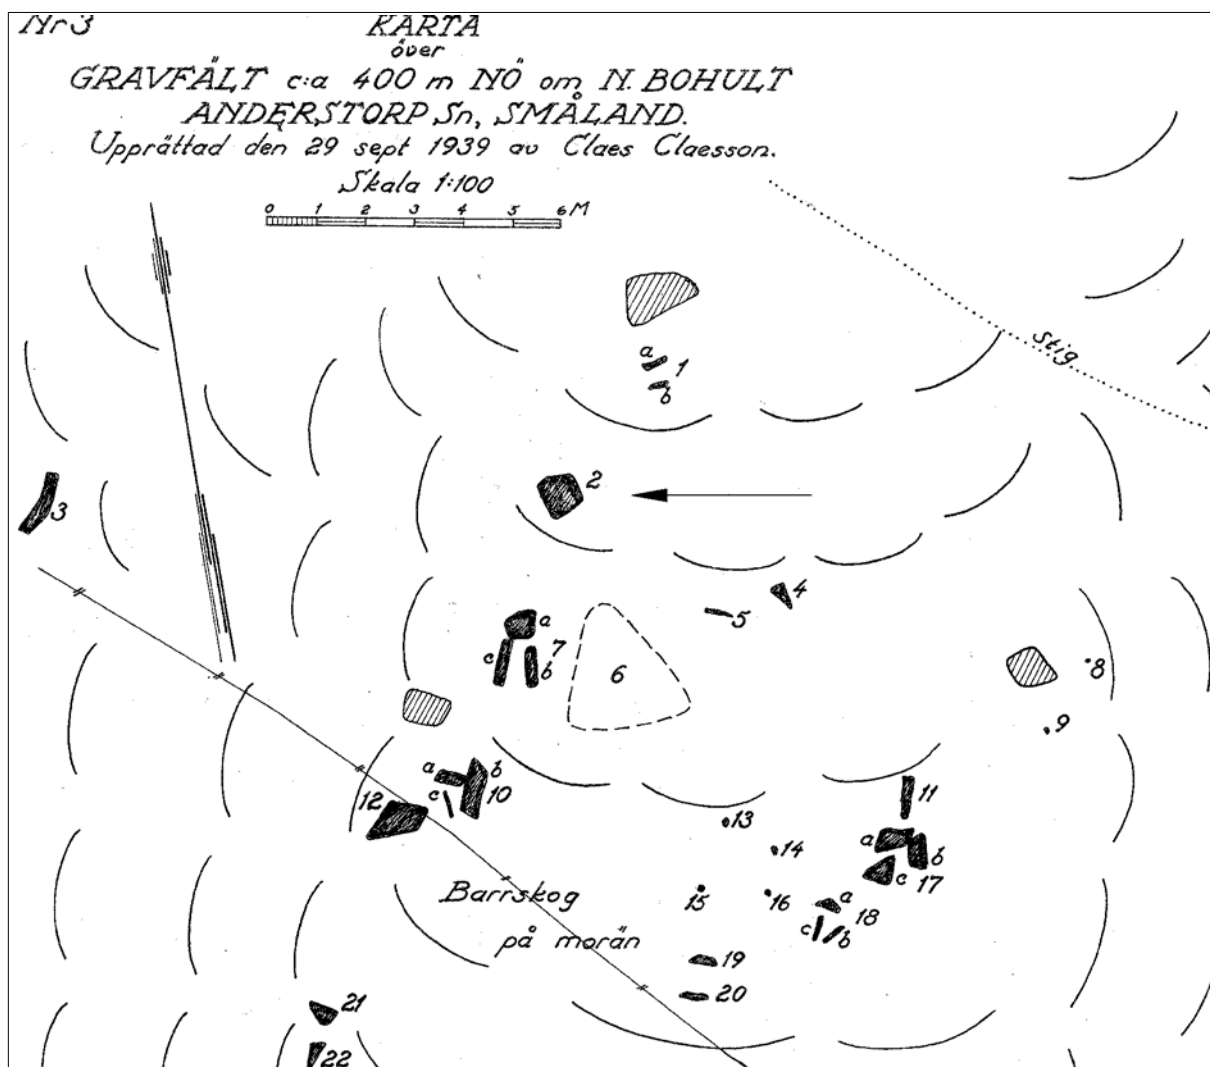 Nr 3
KARTA
över
GRAVFÄLT c:a 400 m NÖ om N. BOHULT
ANDERSTORP Sn, SMÅLAND.
Upprättad den 29 sept 1939 av Claes Claesson.
Skala 1:100
0 1 2 3 4 5 6 M
Stig
a
1
b
2
3
4
5
a
7
c
b
6
8
9
a
b
c
10
12
11
13
14
a
b
c
17
15
16
a
18
c
b
Barrskog
på morän
19
20
21
22